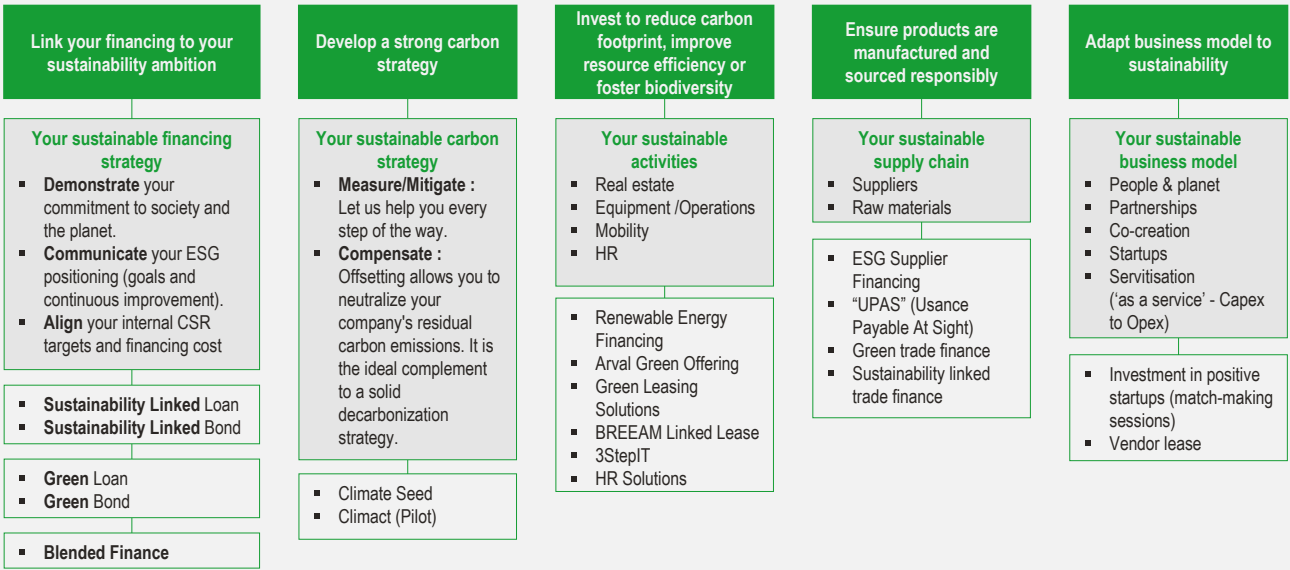 Link your financing to your
sustainability ambition
Your sustainable financing
strategy
▪ Demonstrate your
commitment to society and
the planet.
▪ Communicate your ESG
positioning (goals and
continuous improvement).
▪ Align your internal CSR
targets and financing cost
▪ Sustainability Linked Loan
▪ Sustainability Linked Bond
▪ Green Loan
▪ Green Bond
▪ Blended Finance
Develop a strong carbon
strategy
Your sustainable carbon
strategy
▪ Measure/Mitigate :
Let us help you every
step of the way.
▪ Compensate :
Offsetting allows you to
neutralize your
company's residual
carbon emissions. It is
the ideal complement
to a solid
decarbonization
strategy.
▪ Climate Seed
▪ Climact (Pilot)
Invest to reduce carbon
footprint, improve
resource efficiency or
foster biodiversity
Your sustainable
activities
▪ Real estate
▪ Equipment /Operations
▪ Mobility
▪ HR
▪ Renewable Energy
Financing
▪ Arval Green Offering
▪ Green Leasing
Solutions
▪ BREEAM Linked Lease
▪ 3StepIT
▪ HR Solutions
Ensure products are
manufactured and
sourced responsibly
Your sustainable
supply chain
▪ Suppliers
▪ Raw materials
▪ ESG Supplier
Financing
▪ “UPAS” (Usance
Payable At Sight)
▪ Green trade finance
▪ Sustainability linked
trade finance
Adapt business model to
sustainability
Your sustainable
business model
▪ People & planet
▪ Partnerships
▪ Co-creation
▪ Startups
▪ Servitisation
(‘as a service’ - Capex
to Opex)
▪ Investment in positive
startups (match-making
sessions)
▪ Vendor lease